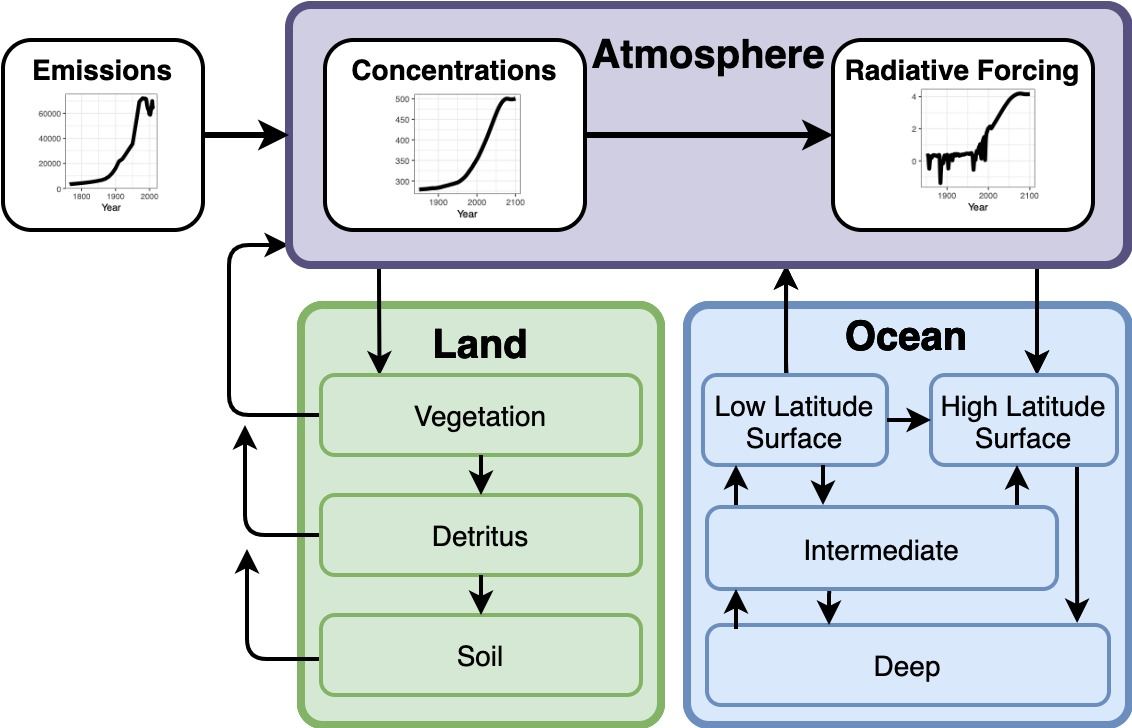 Atmosphere
Emissions
60000
40000
20000
0
1800
1900
2000
Year
Concentrations
500
450
400
350
300
1900
2000
2100
Year
Radiative Forcing
4
2
0
1900
2000
2100
Year
Land
Vegetation
Detritus
Soil
Ocean
Low Latitude
Surface
High Latitude
Surface
Intermediate
Deep